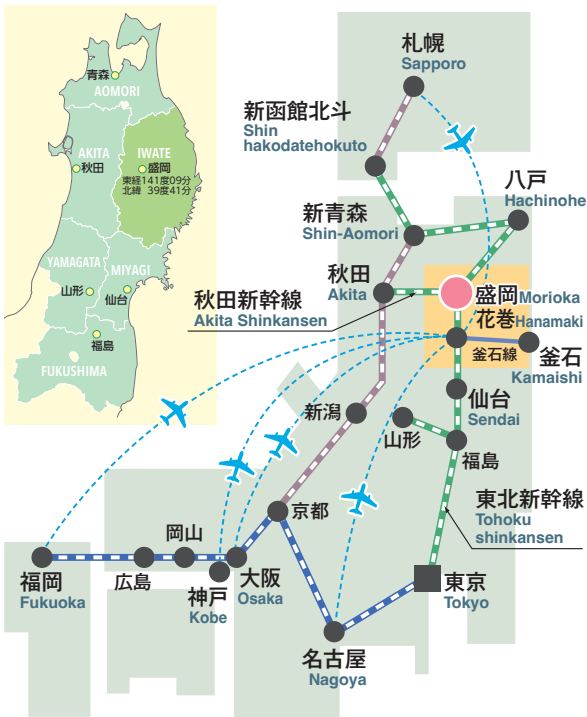 青森
AOMORI
AKITA
秋田
IWATE
盛岡
東経141度09分
北緯 39度41分
YAMAGATA
山形
MIYAGI
仙台
福島
FUKUSHIMA
札幌
Sapporo
新函館北斗
Shin
hakodatehokuto
八戸
Hachinohe
新青森
Shin-Aomori
秋田
Akita
秋田新幹線
Akita Shinkansen
盛岡 Morioka
花巻 Hanamaki
釜石線
釜石
Kamaishi
仙台
Sendai
新潟
山形
福島
東北新幹線
Tohoku
shinkansen
京都
岡山
福岡
Fukuoka
広島
神戸
Kobe
大阪
Osaka
東京
Tokyo
名古屋
Nagoya